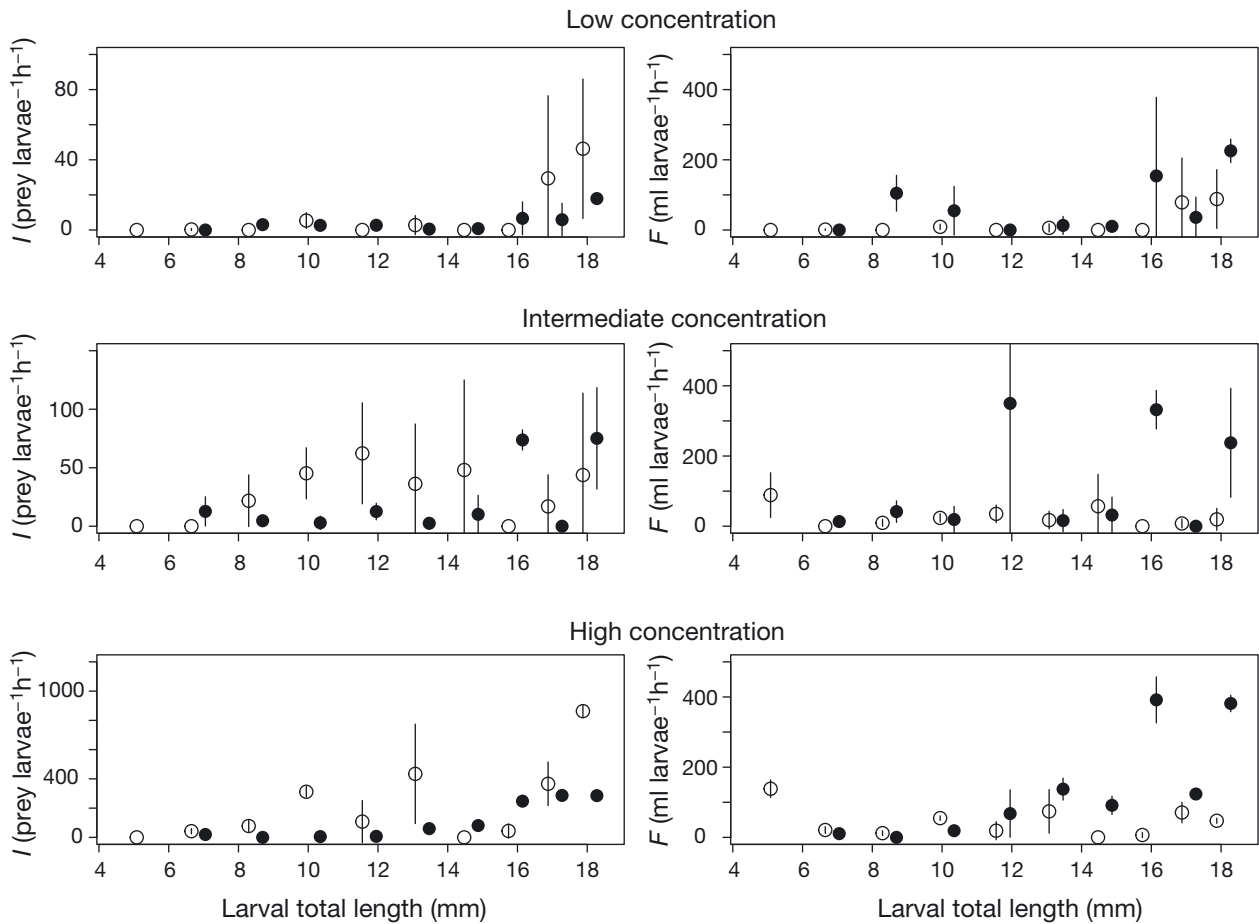 Low concentration
I (prey larvae⁻¹h⁻¹)
80
40
0
4 6 8 10 12 14 16 18
F (ml larvae⁻¹h⁻¹)
400
200
0
4 6 8 10 12 14 16 18
Intermediate concentration
I (prey larvae⁻¹h⁻¹)
100
50
0
4 6 8 10 12 14 16 18
F (ml larvae⁻¹h⁻¹)
400
200
0
4 6 8 10 12 14 16 18
High concentration
I (prey larvae⁻¹h⁻¹)
1000
400
0
4 6 8 10 12 14 16 18
Larval total length (mm)
F (ml larvae⁻¹h⁻¹)
400
200
0
4 6 8 10 12 14 16 18
Larval total length (mm)